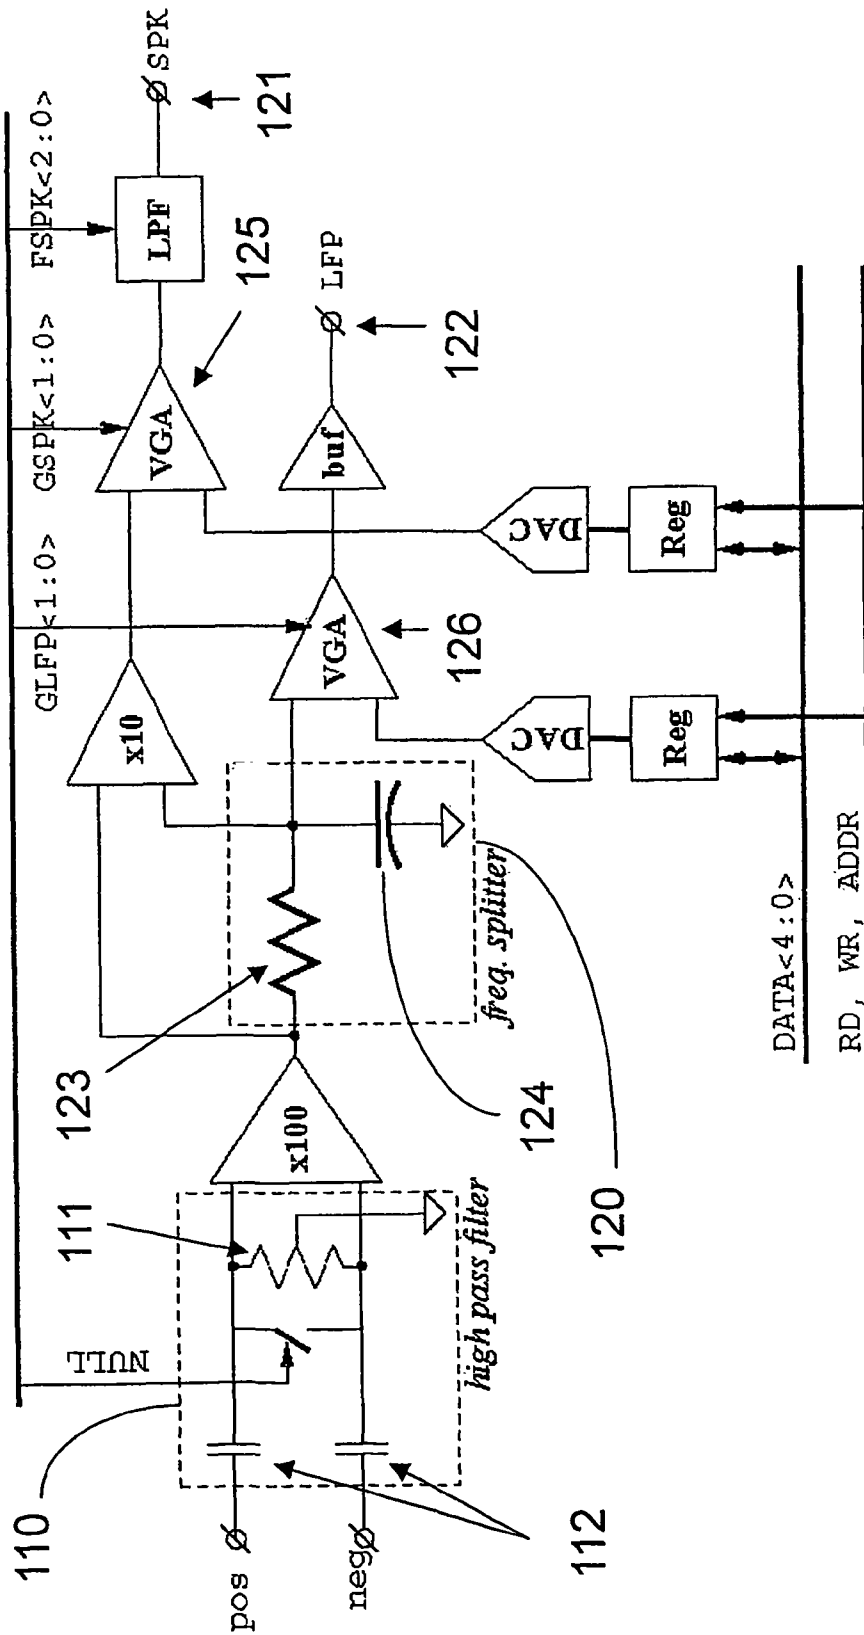 110
NULL
111
123
GLFP<1:0>
GSPK<1:0>
FSPK<2:0>
pos
neg
112
high pass filter
x100
freq. splitter
124
120
x10
VGA
126
VGA
125
LPF
SPK
121
buf
LFP
122
DAC
DAC
Reg
Reg
DATA<4:0>
RD, WR, ADDR